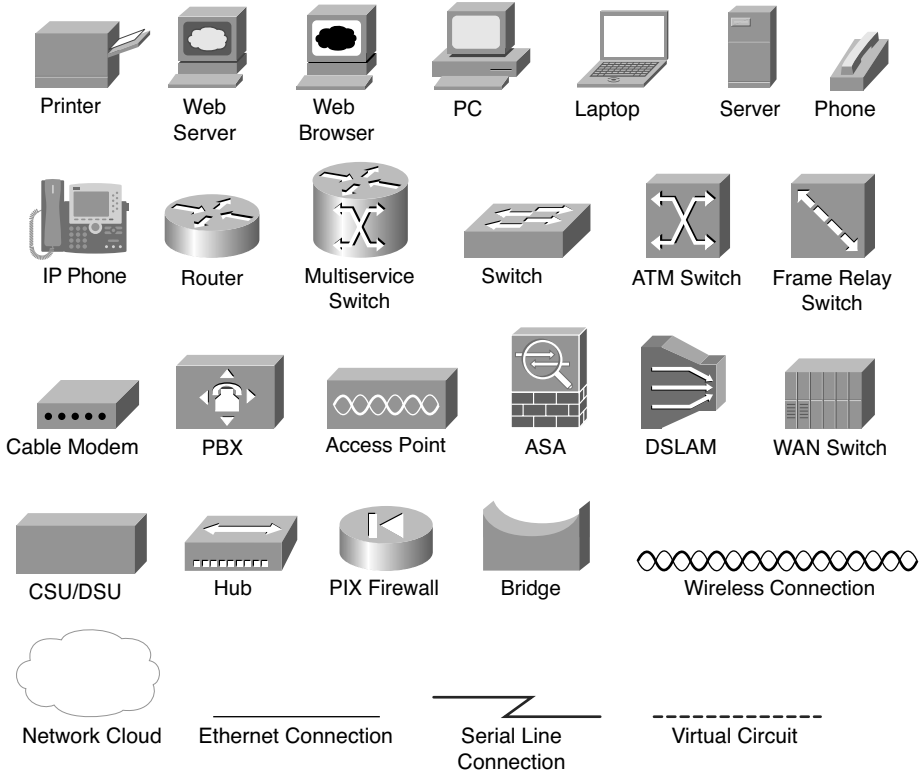 Printer
Web
Server
Web
Browser
PC
Laptop
Server
Phone
IP Phone
Router
Multiservice
Switch
Switch
ATM Switch
Frame Relay
Switch
Cable Modem
PBX
Access Point
ASA
DSLAM
WAN Switch
CSU/DSU
Hub
PIX Firewall
Bridge
Wireless Connection
Network Cloud
Ethernet Connection
Serial Line
Connection
Virtual Circuit